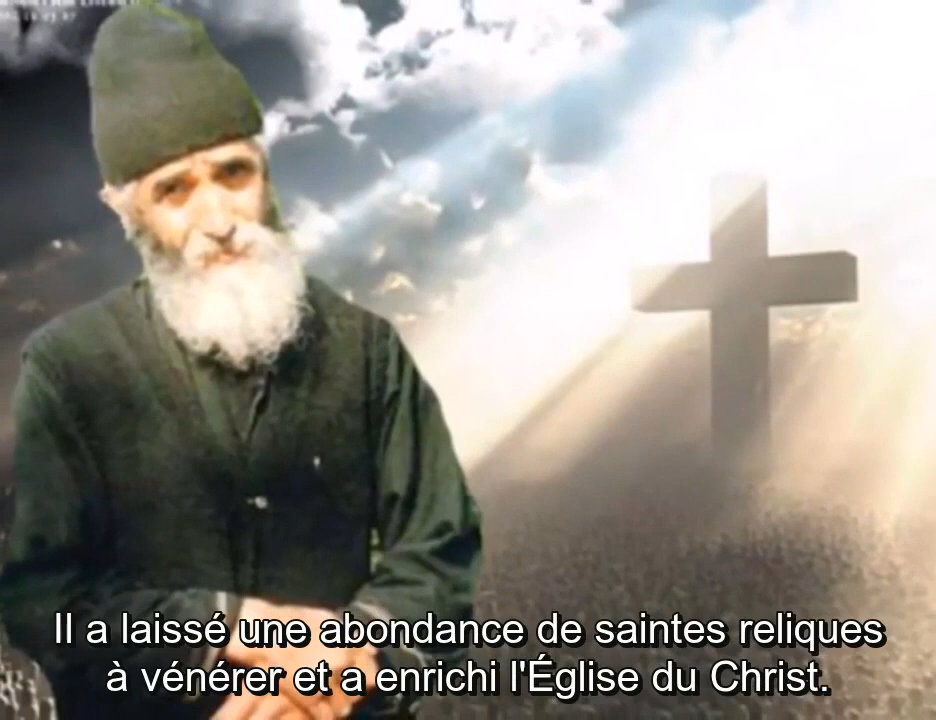 Il a laissé une abondance de saintes reliques
à vénérer et a enrichi l'Église du Christ.